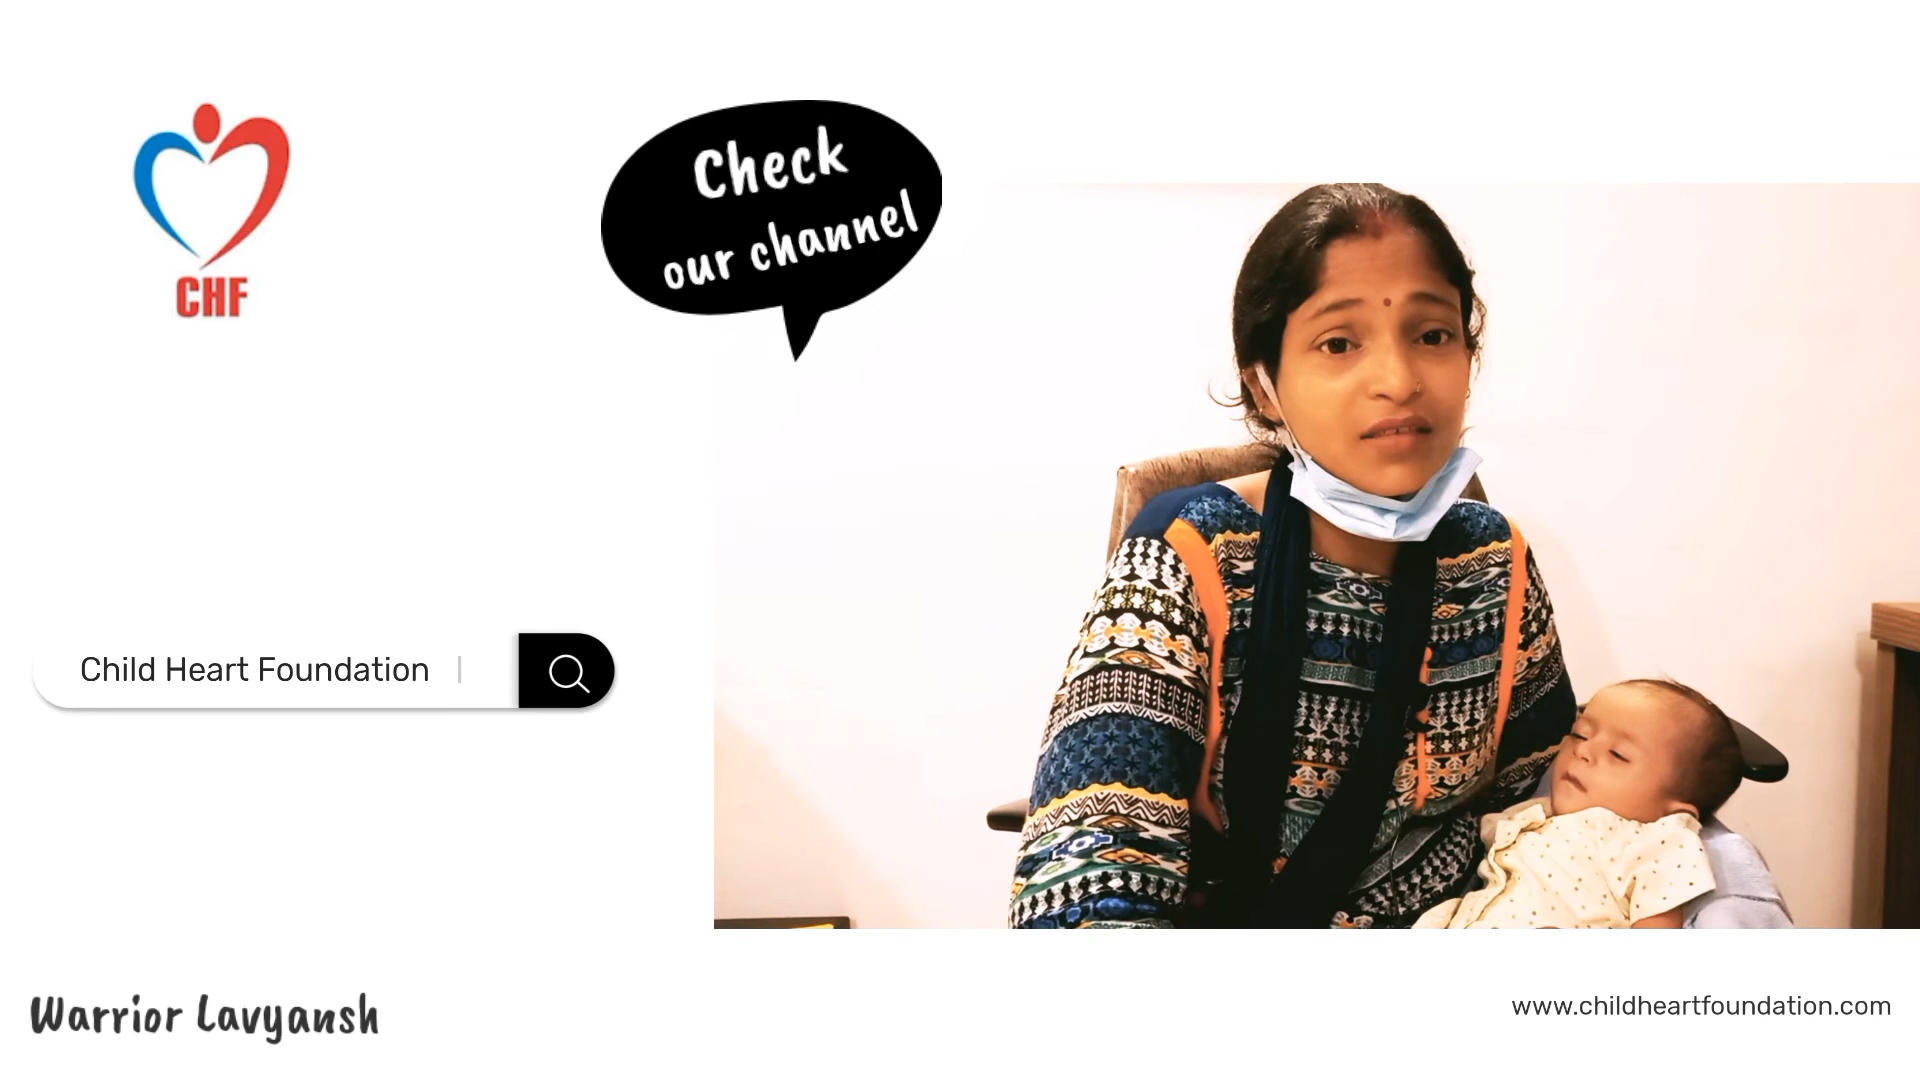 CHF
Check
our channel
Child Heart Foundation
Warrior Lavyansh
www.childheartfoundation.com